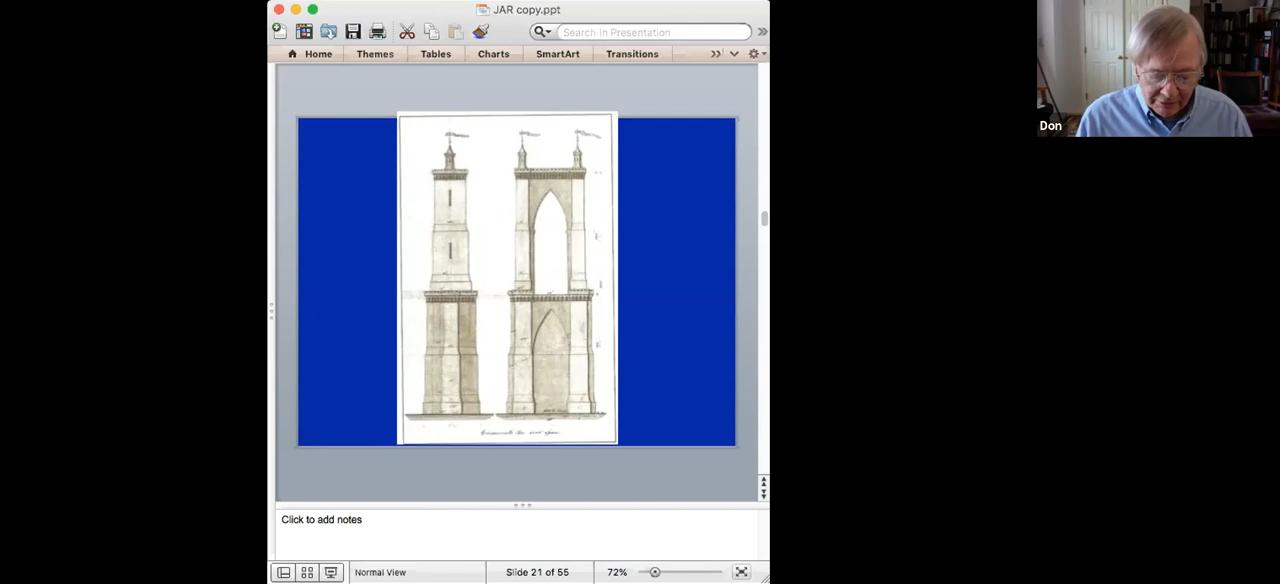 JAR copy.ppt
Search in Presentation
Home Themes Tables Charts SmartArt Transitions
Don
Click to add notes
Normal View Slide 21 of 55 72%